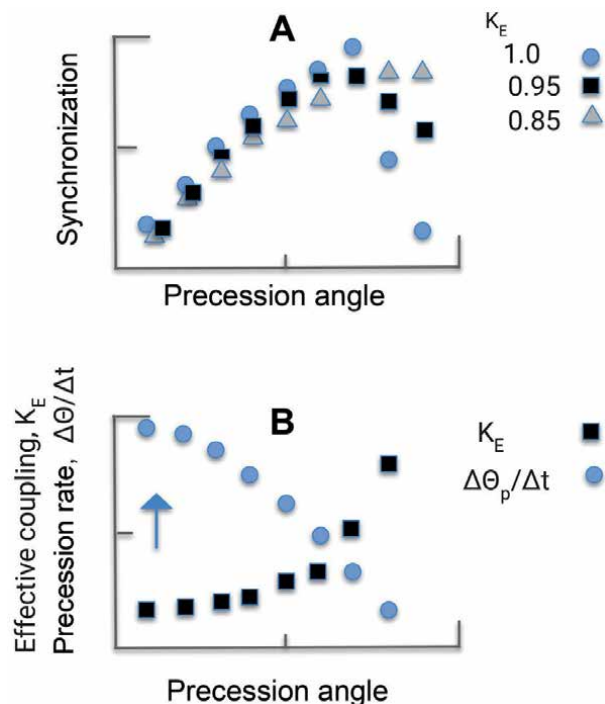 A
K_E
1.0
0.95
0.85
Synchronization
Precession angle
B
Effective coupling, K_E
Precession rate, ΔΘ/Δt
K_E
ΔΘ_p/Δt
Precession angle